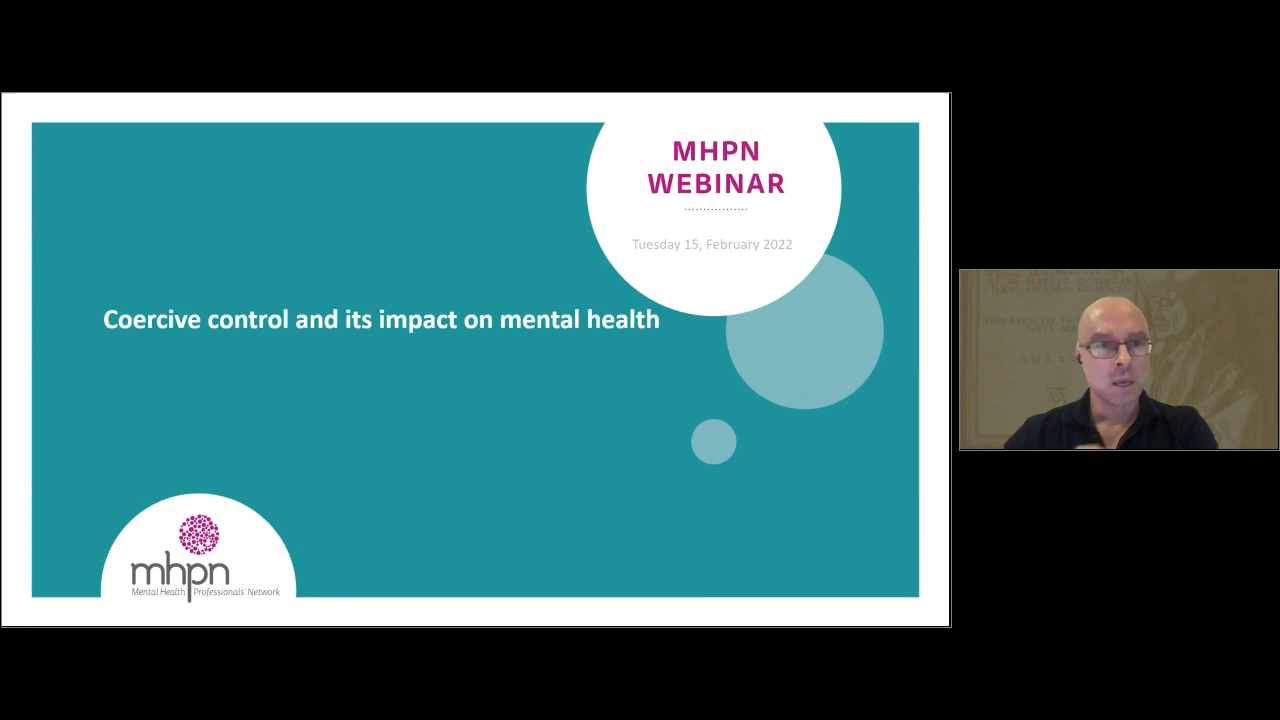 MHPN
WEBINAR
Tuesday 15, February 2022
Coercive control and its impact on mental health
mhpn
Mental Health Professionals' Network